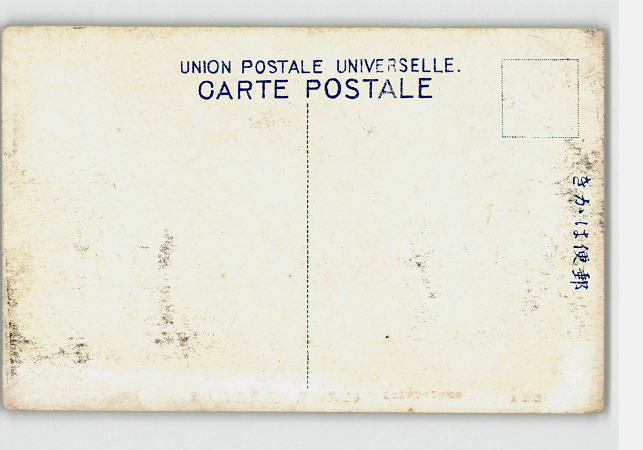 UNION POSTALE UNIVERSELLE.
CARTE POSTALE
きかは便郵